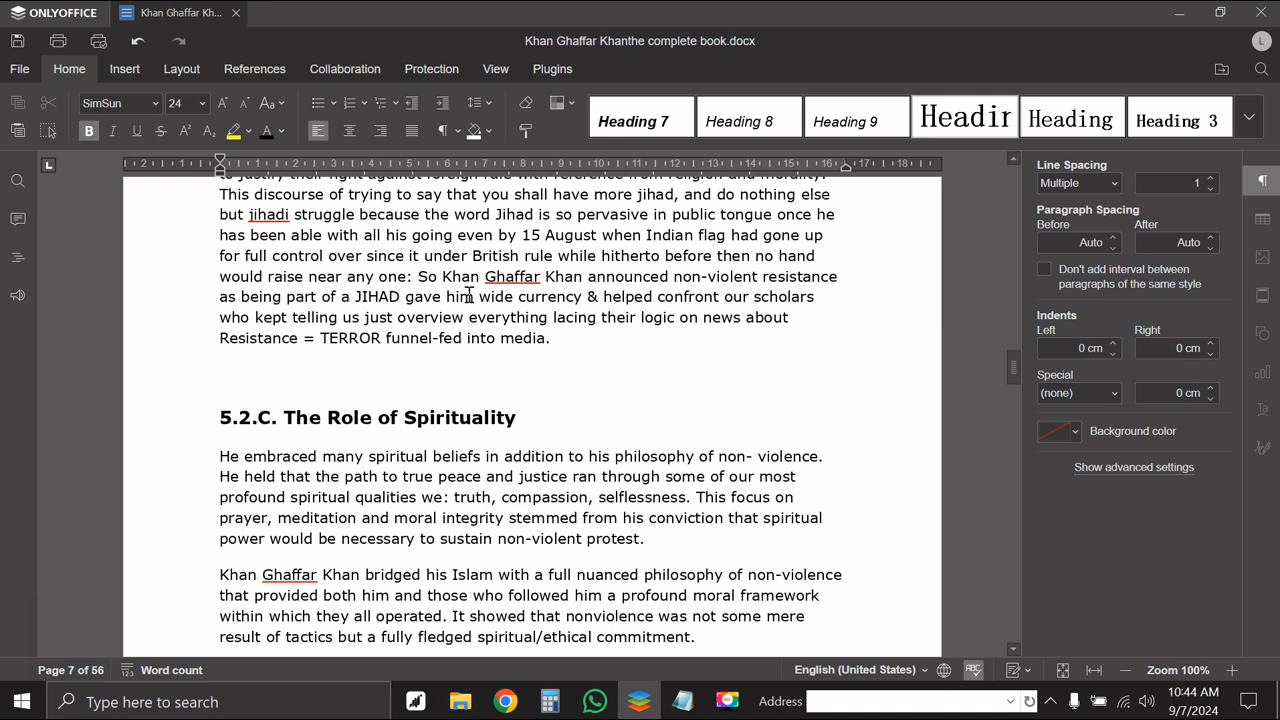 ONLYOFFICE
Khan Ghaffar Kh...
Khan Ghaffar Khanthe complete book.docx
L
File Home Insert Layout References Collaboration Protection View Plugins
SimSun 24
Heading 7 Heading 8 Heading 9 Headir Heading Heading 3
to justify their right against foreign rule with reference from religion and morality.
This discourse of trying to say that you shall have more jihad, and do nothing else
but jihadi struggle because the word Jihad is so pervasive in public tongue once he
has been able with all his going even by 15 August when Indian flag had gone up
for full control over since it under British rule while hitherto before then no hand
would raise near any one: So Khan Ghaffar Khan announced non-violent resistance
as being part of a JIHAD gave him wide currency & helped confront our scholars
who kept telling us just overview everything lacing their logic on news about
Resistance = TERROR funnel-fed into media.
5.2.C. The Role of Spirituality
He embraced many spiritual beliefs in addition to his philosophy of non- violence.
He held that the path to true peace and justice ran through some of our most
profound spiritual qualities we: truth, compassion, selflessness. This focus on
prayer, meditation and moral integrity stemmed from his conviction that spiritual
power would be necessary to sustain non-violent protest.
Khan Ghaffar Khan bridged his Islam with a full nuanced philosophy of non-violence
that provided both him and those who followed him a profound moral framework
within which they all operated. It showed that nonviolence was not some mere
result of tactics but a fully fledged spiritual/ethical commitment.
Line Spacing
Multiple 1
Paragraph Spacing
Before After
Auto Auto
Don't add interval between
paragraphs of the same style
Indents
Left Right
0 cm 0 cm
Special
(none) 0 cm
Background color
Show advanced settings
Page 7 of 56 Word count English (United States) Zoom 100%
Type here to search Address 10:44 AM
9/7/2024